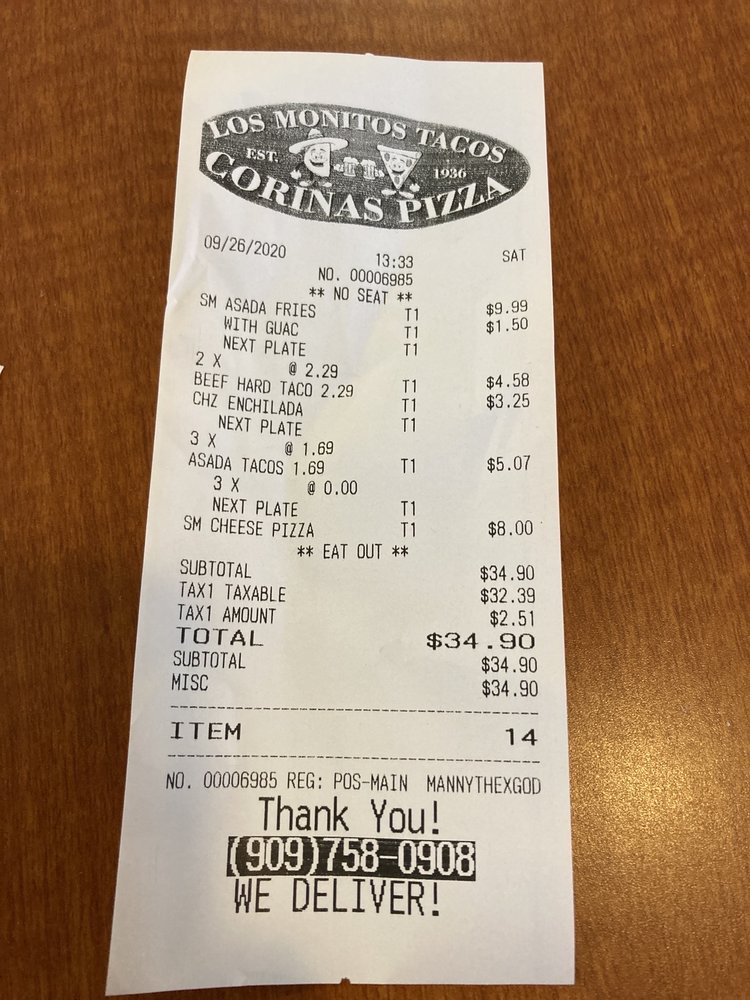 LOS MONITOS TACOS
EST. 1936
CORINAS PIZZA
09/26/2020 13:33 SAT
NO. 00006985
** NO SEAT **
SM ASADA FRIES T1 $9.99
WITH GUAC T1 $1.50
NEXT PLATE T1
2 X @ 2.29
BEEF HARD TACO 2.29 T1 $4.58
CHZ ENCHILADA T1 $3.25
NEXT PLATE T1
3 X @ 1.69
ASADA TACOS 1.69 T1 $5.07
3 X @ 0.00
NEXT PLATE T1
SM CHEESE PIZZA T1 $8.00
** EAT OUT **
SUBTOTAL $34.90
TAX1 TAXABLE $32.39
TAX1 AMOUNT $2.51
TOTAL $34.90
SUBTOTAL $34.90
MISC $34.90
ITEM 14
NO. 00006985 REG: POS-MAIN MANNYTHEXGOD
Thank You!
(909)758-0908
WE DELIVER!